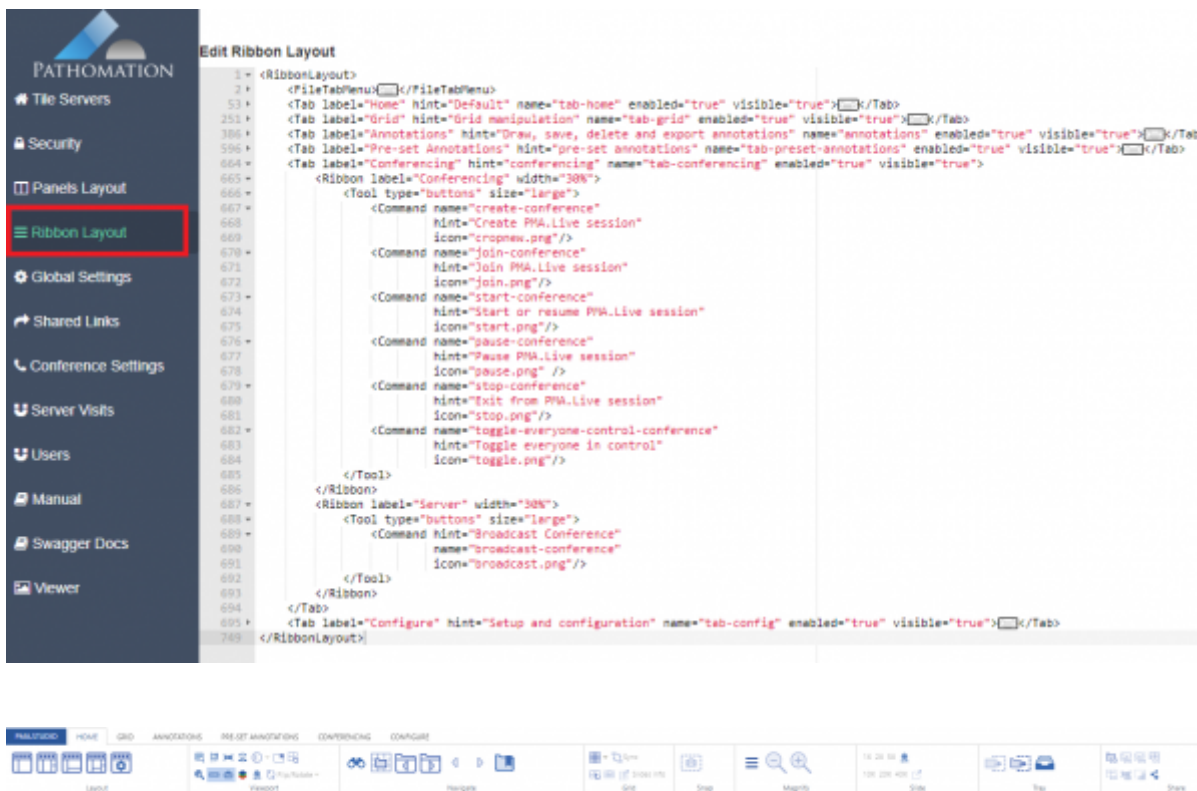 PATHOMATION
Tile Servers
Security
Panels Layout
Ribbon Layout
Global Settings
Shared Links
Conference Settings
Server Visits
Users
Manual
Swagger Docs
Viewer
Edit Ribbon Layout
1 <RibbonLayout>
2 <FileTabMenu></FileTabMenu>
53 <Tab label="Home" hint="Default" name="tab-home" enabled="true" visible="true"></Tab>
251 <Tab label="Grid" hint="Grid manipulation" name="tab-grid" enabled="true" visible="true"></Tab>
386 <Tab label="Annotations" hint="Draw, save, delete and export annotations" name="annotations" enabled="true" visible="true"></Tab
596 <Tab label="Pre-set Annotations" hint="pre-set annotations" name="tab-preset-annotations" enabled="true" visible="true"></Tab>
664 <Tab label="Conferencing" hint="conferencing" name="tab-conferencing" enabled="true" visible="true">
665 <Ribbon label="Conferencing" width="30%">
666 <Tool type="buttons" size="large">
667 <Command name="create-conference"
668 hint="Create PMA.Live session"
669 icon="cropnew.png"/>
670 <Command name="join-conference"
671 hint="Join PMA.Live session"
672 icon="join.png"/>
673 <Command name="start-conference"
674 hint="Start or resume PMA.Live session"
675 icon="start.png"/>
676 <Command name="pause-conference"
677 hint="Pause PMA.Live session"
678 icon="pause.png" />
679 <Command name="stop-conference"
680 hint="Exit from PMA.Live session"
681 icon="stop.png"/>
682 <Command name="toggle-everyone-control-conference"
683 hint="Toggle everyone in control"
684 icon="toggle.png"/>
685 </Tool>
686 </Ribbon>
687 <Ribbon label="Server" width="30%">
688 <Tool type="buttons" size="large">
689 <Command hint="Broadcast Conference"
690 name="broadcast-conference"
691 icon="broadcast.png"/>
692 </Tool>
693 </Ribbon>
694 </Tab>
695 <Tab label="Configure" hint="Setup and configuration" name="tab-config" enabled="true" visible="true"></Tab>
749 </RibbonLayout>
PMA.STUDIO HOME GRID ANNOTATIONS PRE-SET ANNOTATIONS CONFERENCING CONFIGURE
Sync
Layout Viewport Navigate Grid Snap Magnify Slide Tray Share